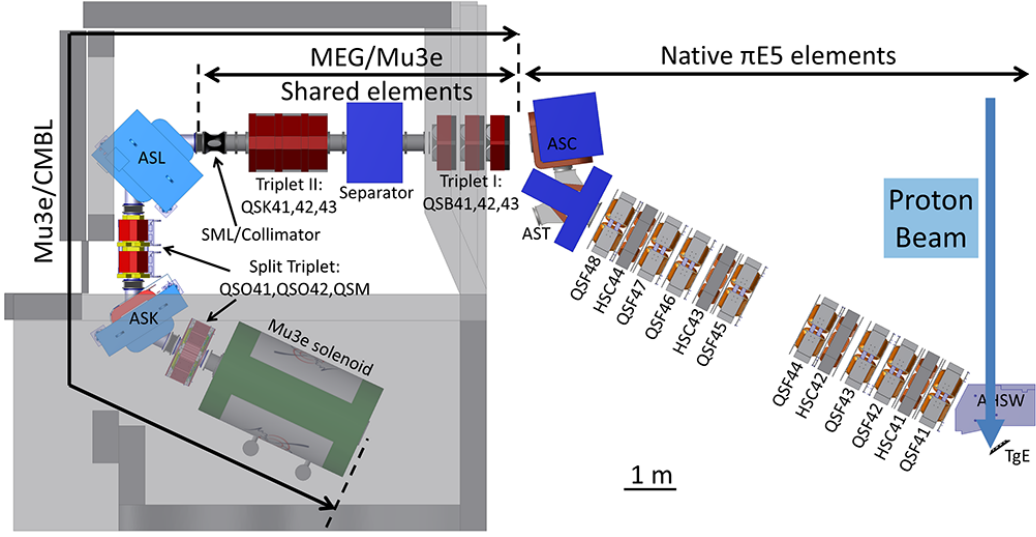 MEG/Mu3e
Shared elements
Native πE5 elements
Mu3e/CMBL
ASL
Triplet II:
QSK41,42,43
Separator
Triplet I:
QSB41,42,43
SML/Collimator
Split Triplet:
QSO41,QSO42,QSM
ASK
Mu3e solenoid
ASC
AST
QSF48
HSC44
QSF47
QSF46
HSC43
QSF45
QSF44
HSC42
QSF43
QSF42
HSC41
QSF41
Proton
Beam
AHSW
TgE
1 m